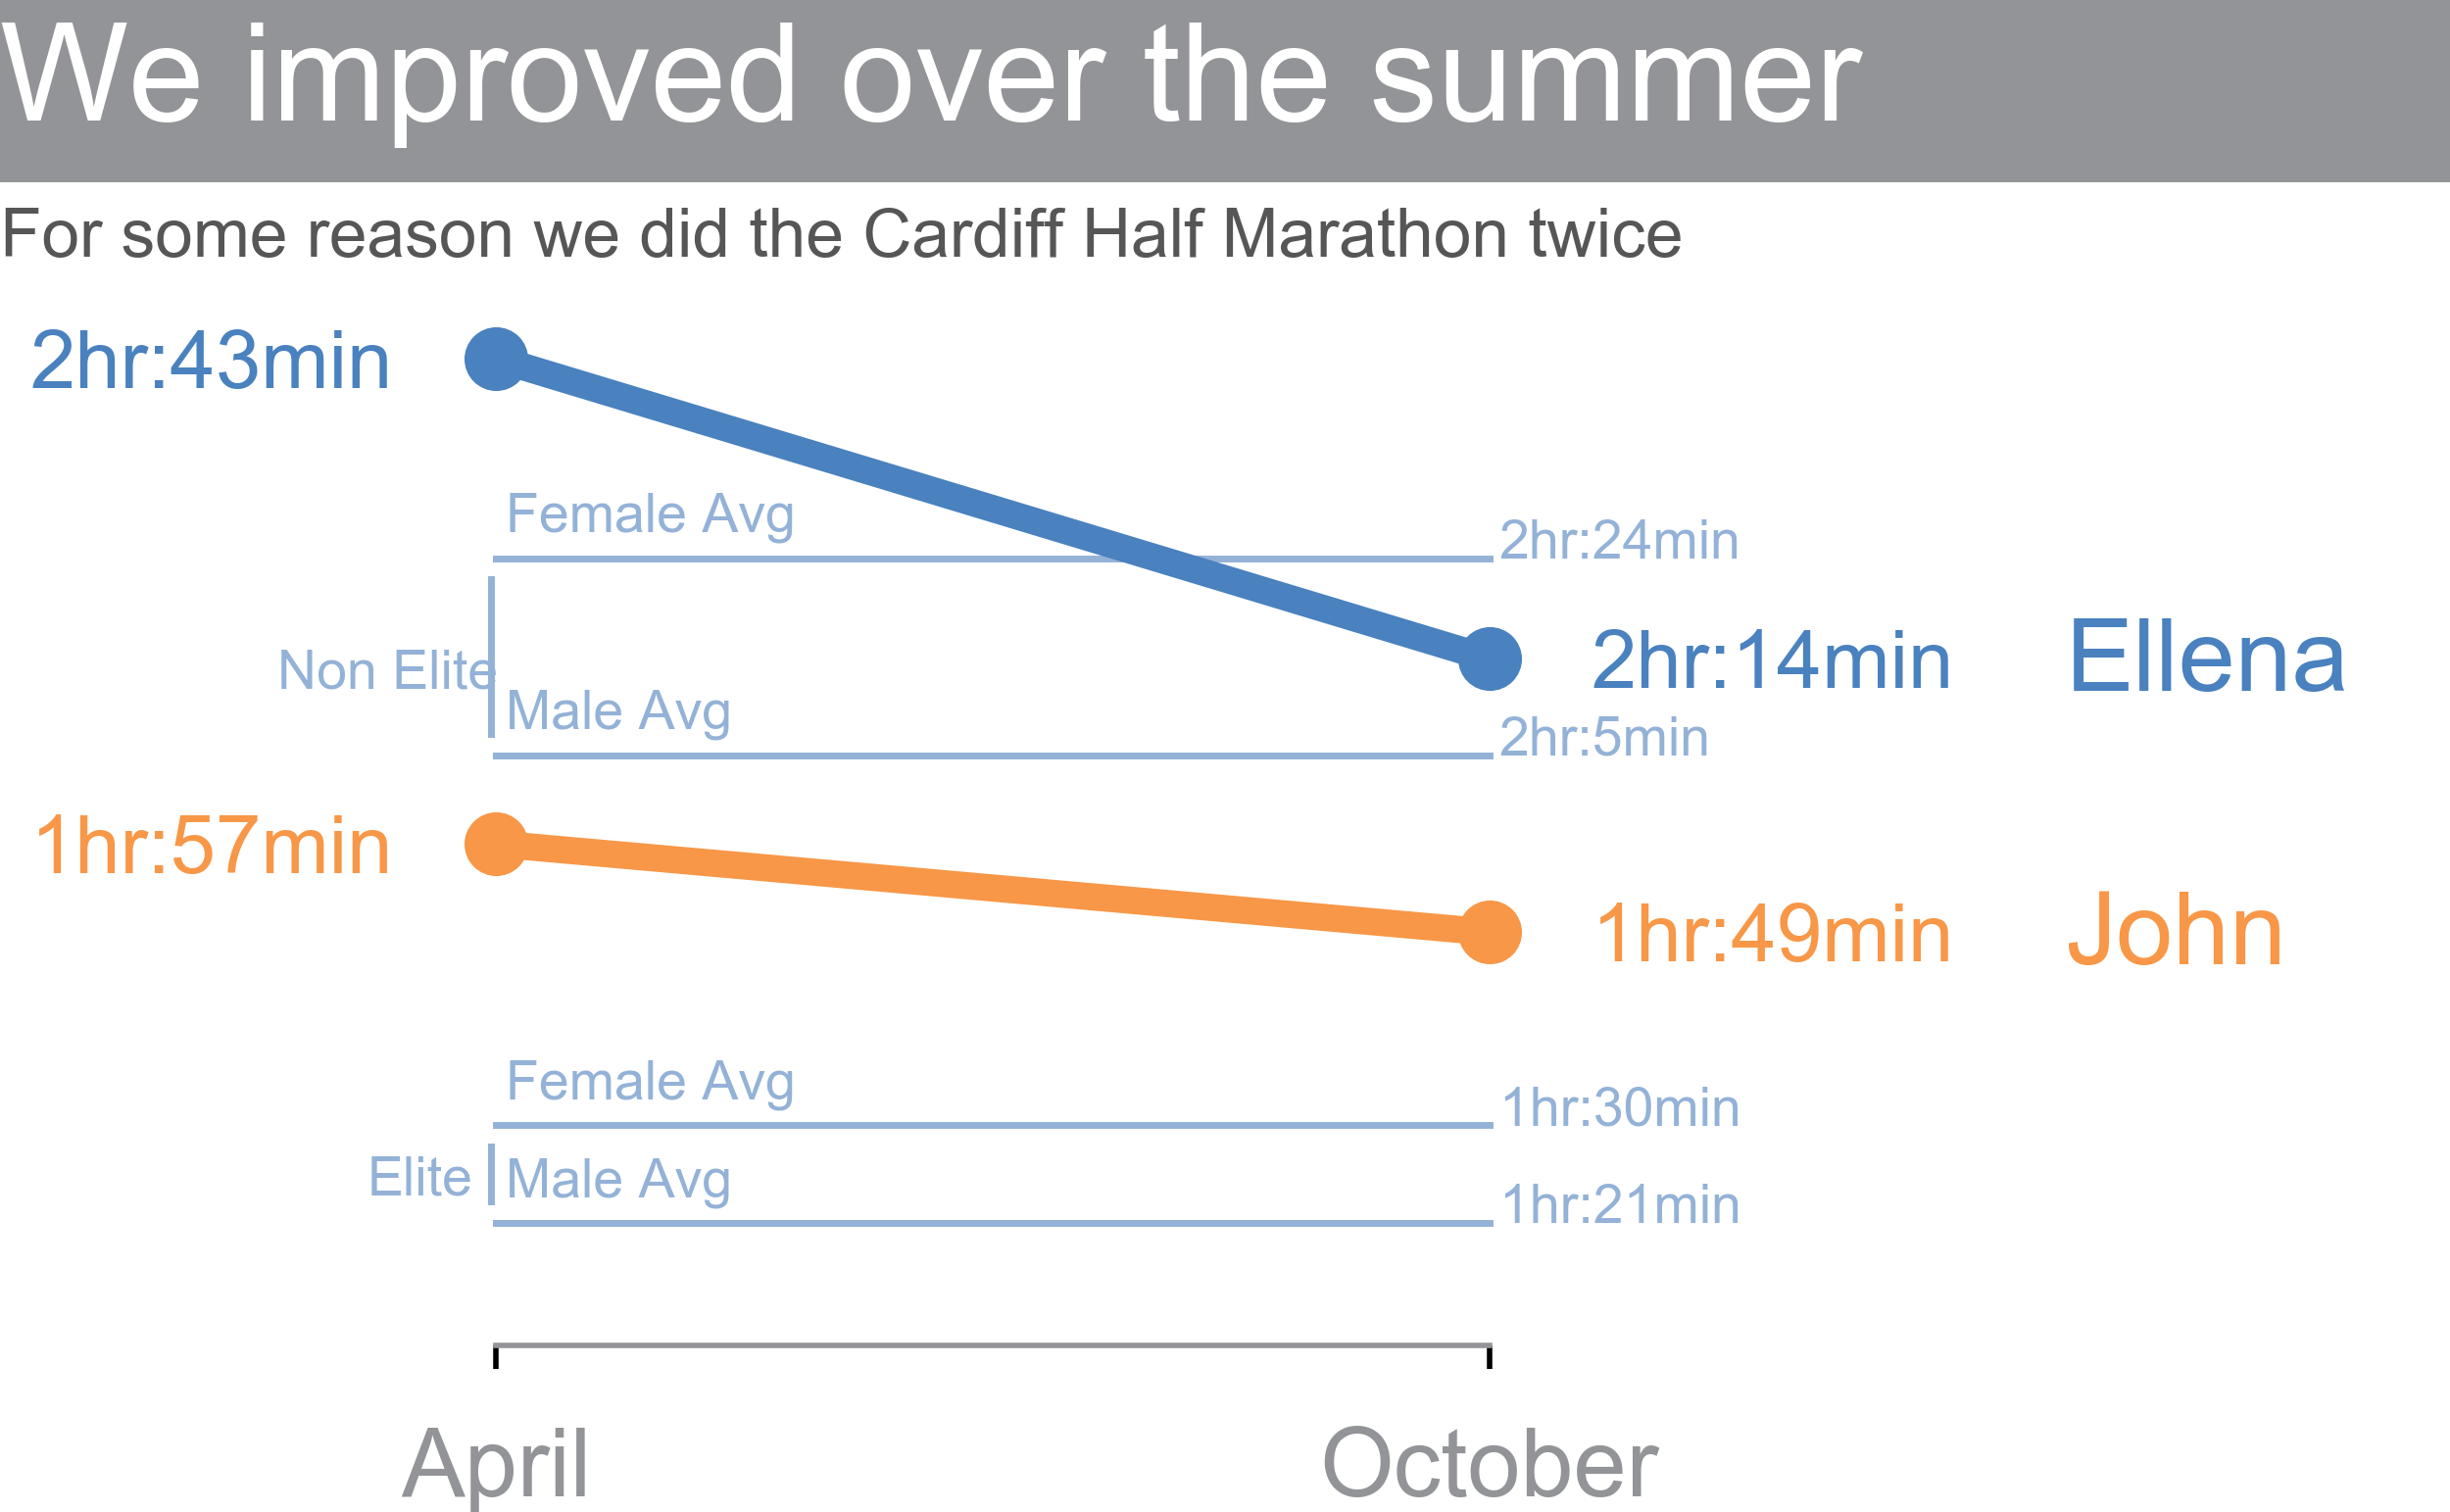 We improved over the summer
For some reason we did the Cardiff Half Marathon twice
2hr:43min
Female Avg
2hr:24min
Non Elite
2hr:14min Ellena
Male Avg
2hr:5min
1hr:57min
1hr:49min John
Female Avg
1hr:30min
Elite
Male Avg
1hr:21min
April
October